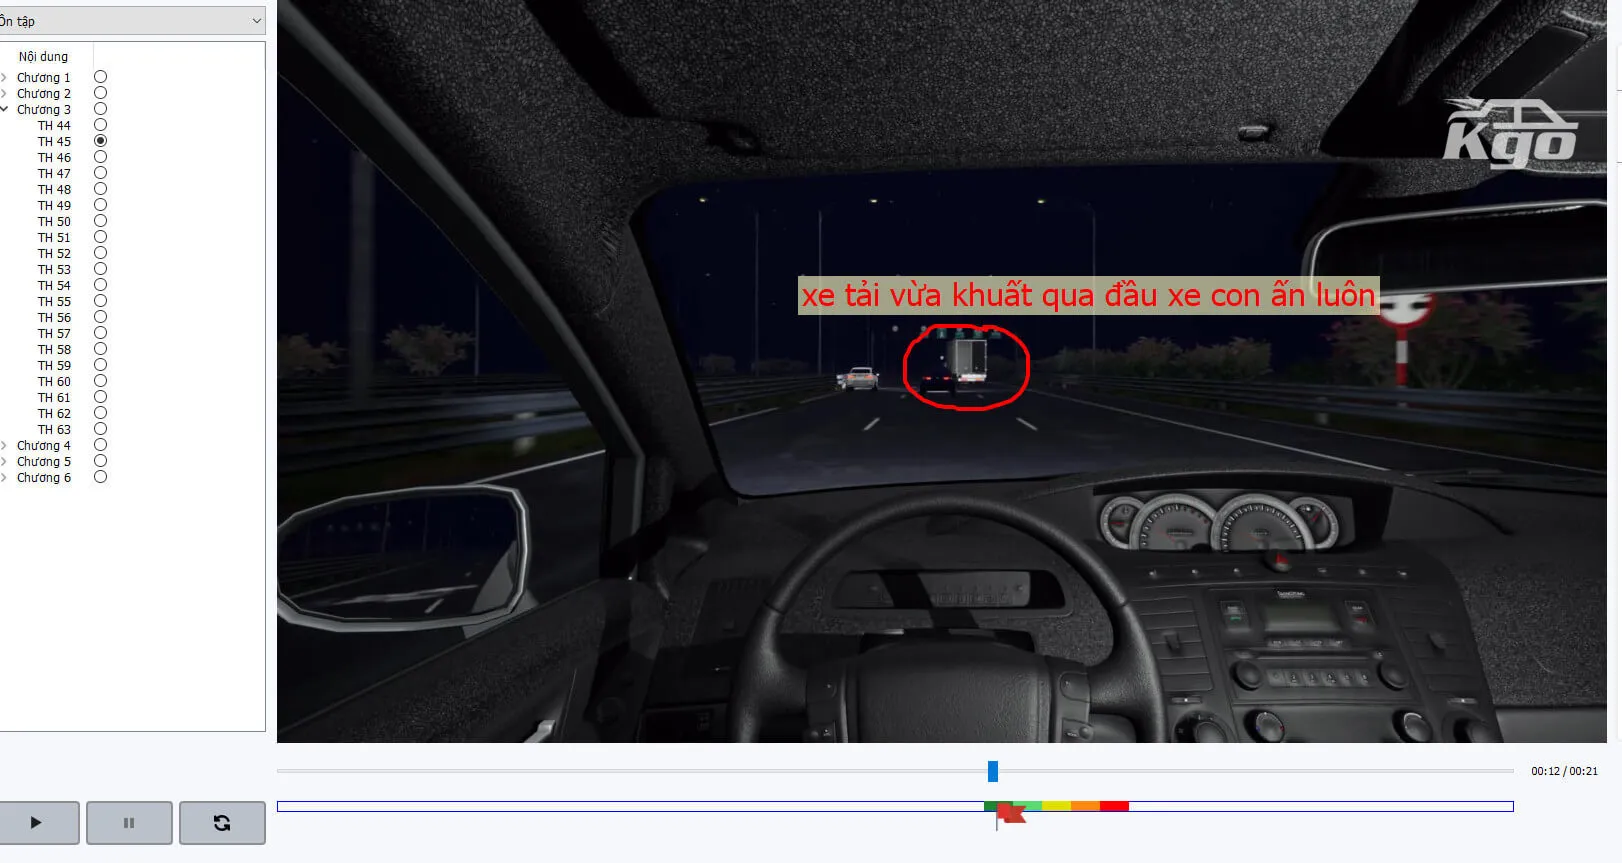 Ôn tập
Nội dung
Chương 1
Chương 2
Chương 3
TH 44
TH 45
TH 46
TH 47
TH 48
TH 49
TH 50
TH 51
TH 52
TH 53
TH 54
TH 55
TH 56
TH 57
TH 58
TH 59
TH 60
TH 61
TH 62
TH 63
Chương 4
Chương 5
Chương 6
Kgo
xe tải vừa khuất qua đầu xe con ấn luôn
00:12 / 00:21